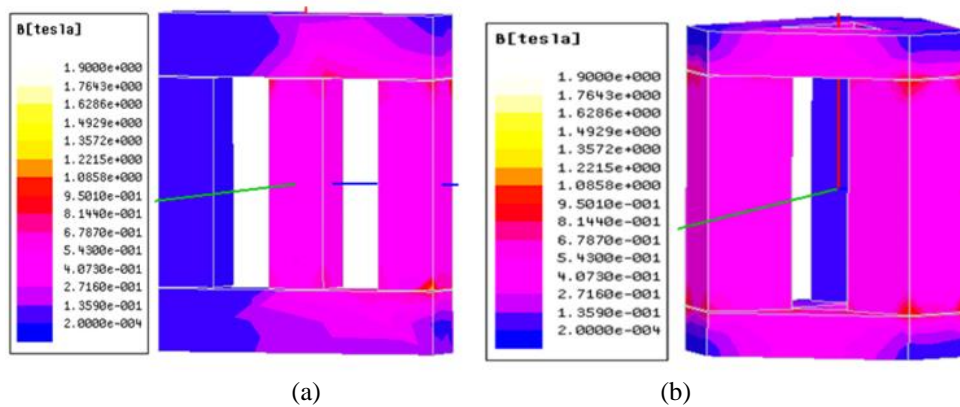 B[tesla]
1.9000e+000
1.7643e+000
1.6286e+000
1.4929e+000
1.3572e+000
1.2215e+000
1.0858e+000
9.5010e-001
8.1440e-001
6.7870e-001
5.4300e-001
4.0730e-001
2.7160e-001
1.3590e-001
2.0000e-004
(a)
B[tesla]
1.9000e+000
1.7643e+000
1.6286e+000
1.4929e+000
1.3572e+000
1.2215e+000
1.0858e+000
9.5010e-001
8.1440e-001
6.7870e-001
5.4300e-001
4.0730e-001
2.7160e-001
1.3590e-001
2.0000e-004
(b)